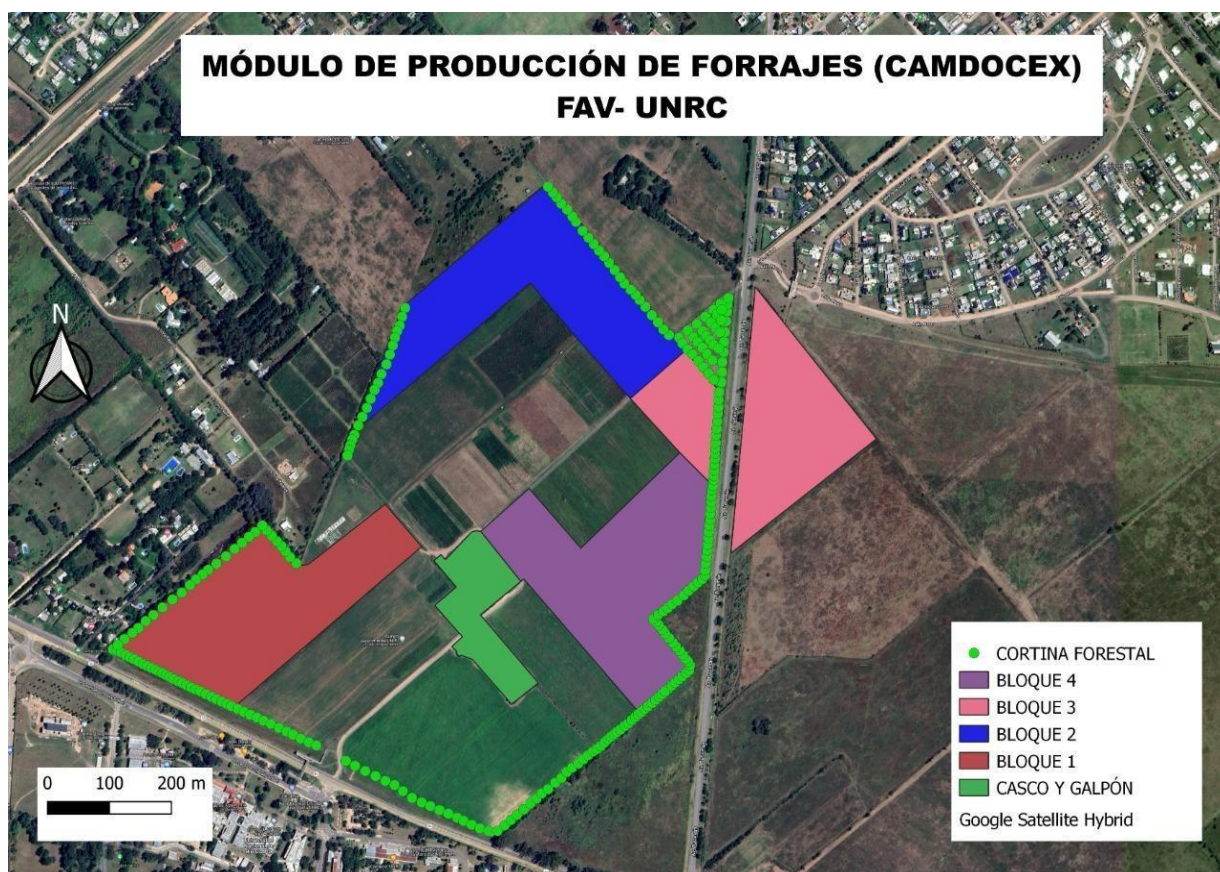 MÓDULO DE PRODUCCIÓN DE FORRAJES (CAMDOCEX)
FAV- UNRC
N
CORTINA FORESTAL
BLOQUE 4
BLOQUE 3
BLOQUE 2
BLOQUE 1
CASCO Y GALPÓN
Google Satellite Hybrid
0 100 200 m